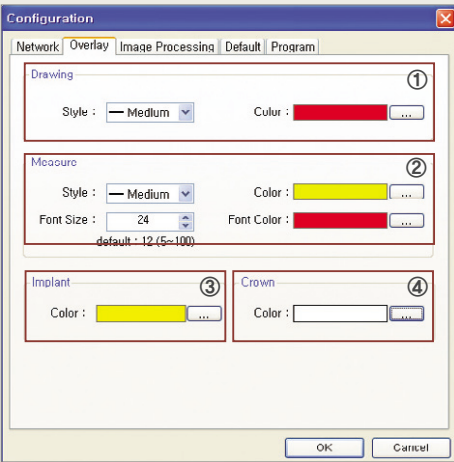 Configuration
Network Overlay Image Processing Default Program
Drawing ①
Style : Medium Color : ...
Measure ②
Style : Medium Color : ...
Font Size : 24 Font Color : ...
default : 12 (5~100)
Implant ③ Crown ④
Color : ... Color : ...
OK Cancel